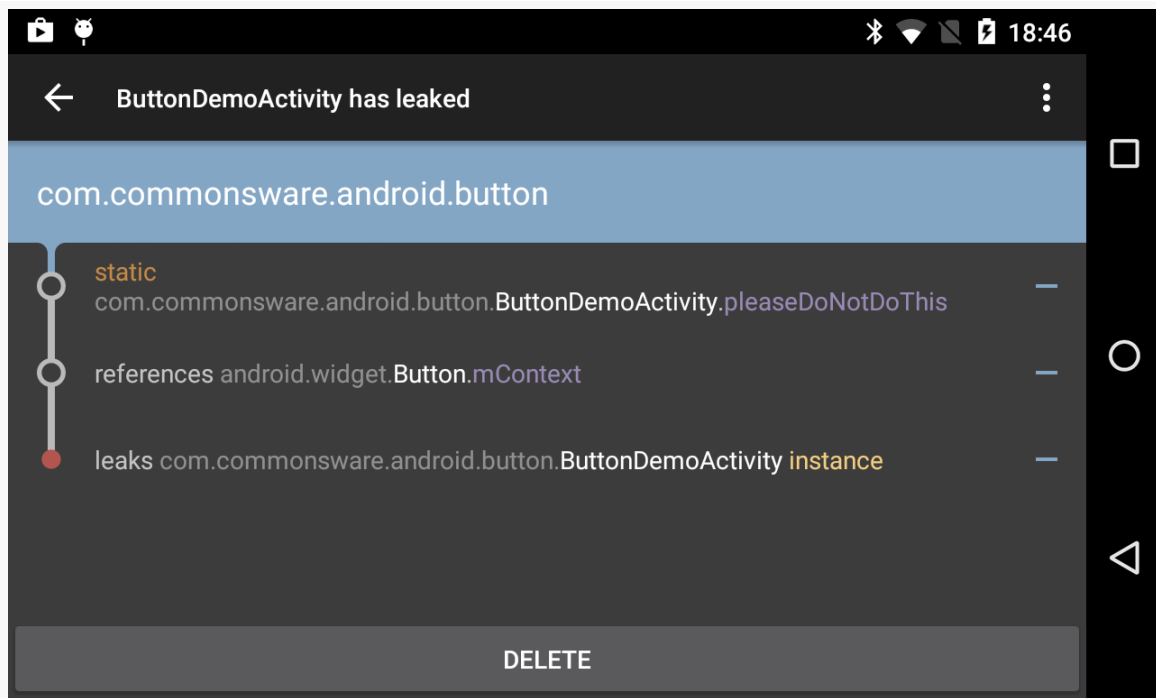 18:46
ButtonDemoActivity has leaked
com.commonsware.android.button
static
com.commonsware.android.button.ButtonDemoActivity.pleaseDoNotDoThis
references android.widget.Button.mContext
leaks com.commonsware.android.button.ButtonDemoActivity instance
DELETE